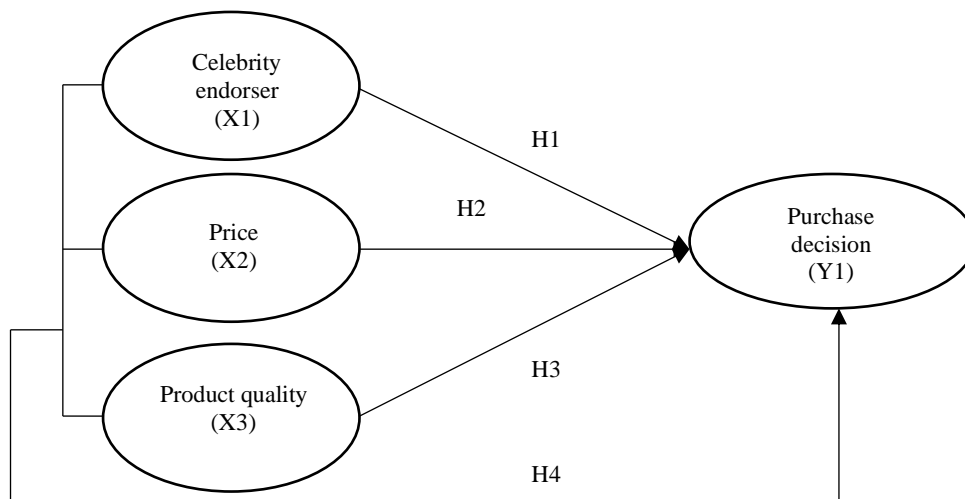 Celebrity
endorser
(X1)
H1
H2
Price
(X2)
Purchase
decision
(Y1)
H3
Product quality
(X3)
H4